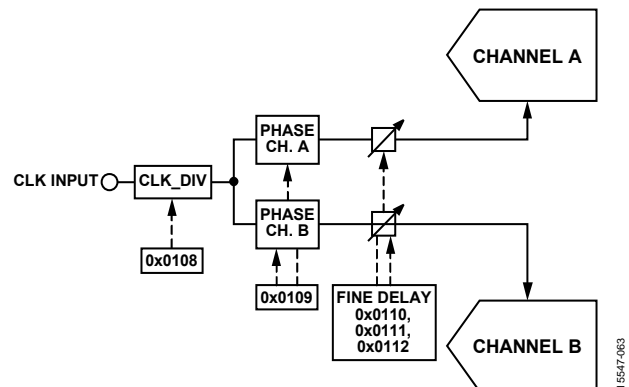 CHANNEL A
PHASE
CH. A
CLK INPUT
CLK_DIV
PHASE
CH. B
0x0108
0x0109
FINE DELAY
0x0110,
0x0111,
0x0112
CHANNEL B
15547-063